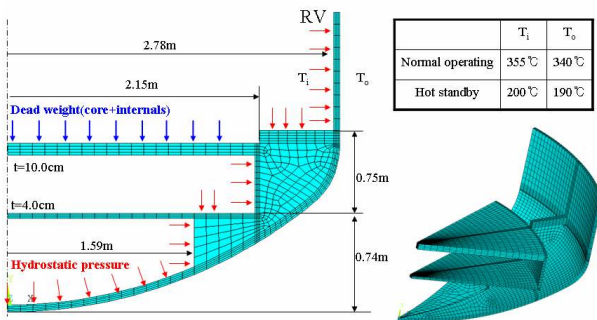 RV
2.78m
2.15m
Ti
To
Dead weight(core+internals)
t=10.0cm
t=4.0cm
0.75m
1.59m
0.74m
Hydrostatic pressure
X
Ti To
Normal operating 355℃ 340℃
Hot standby 200℃ 190℃